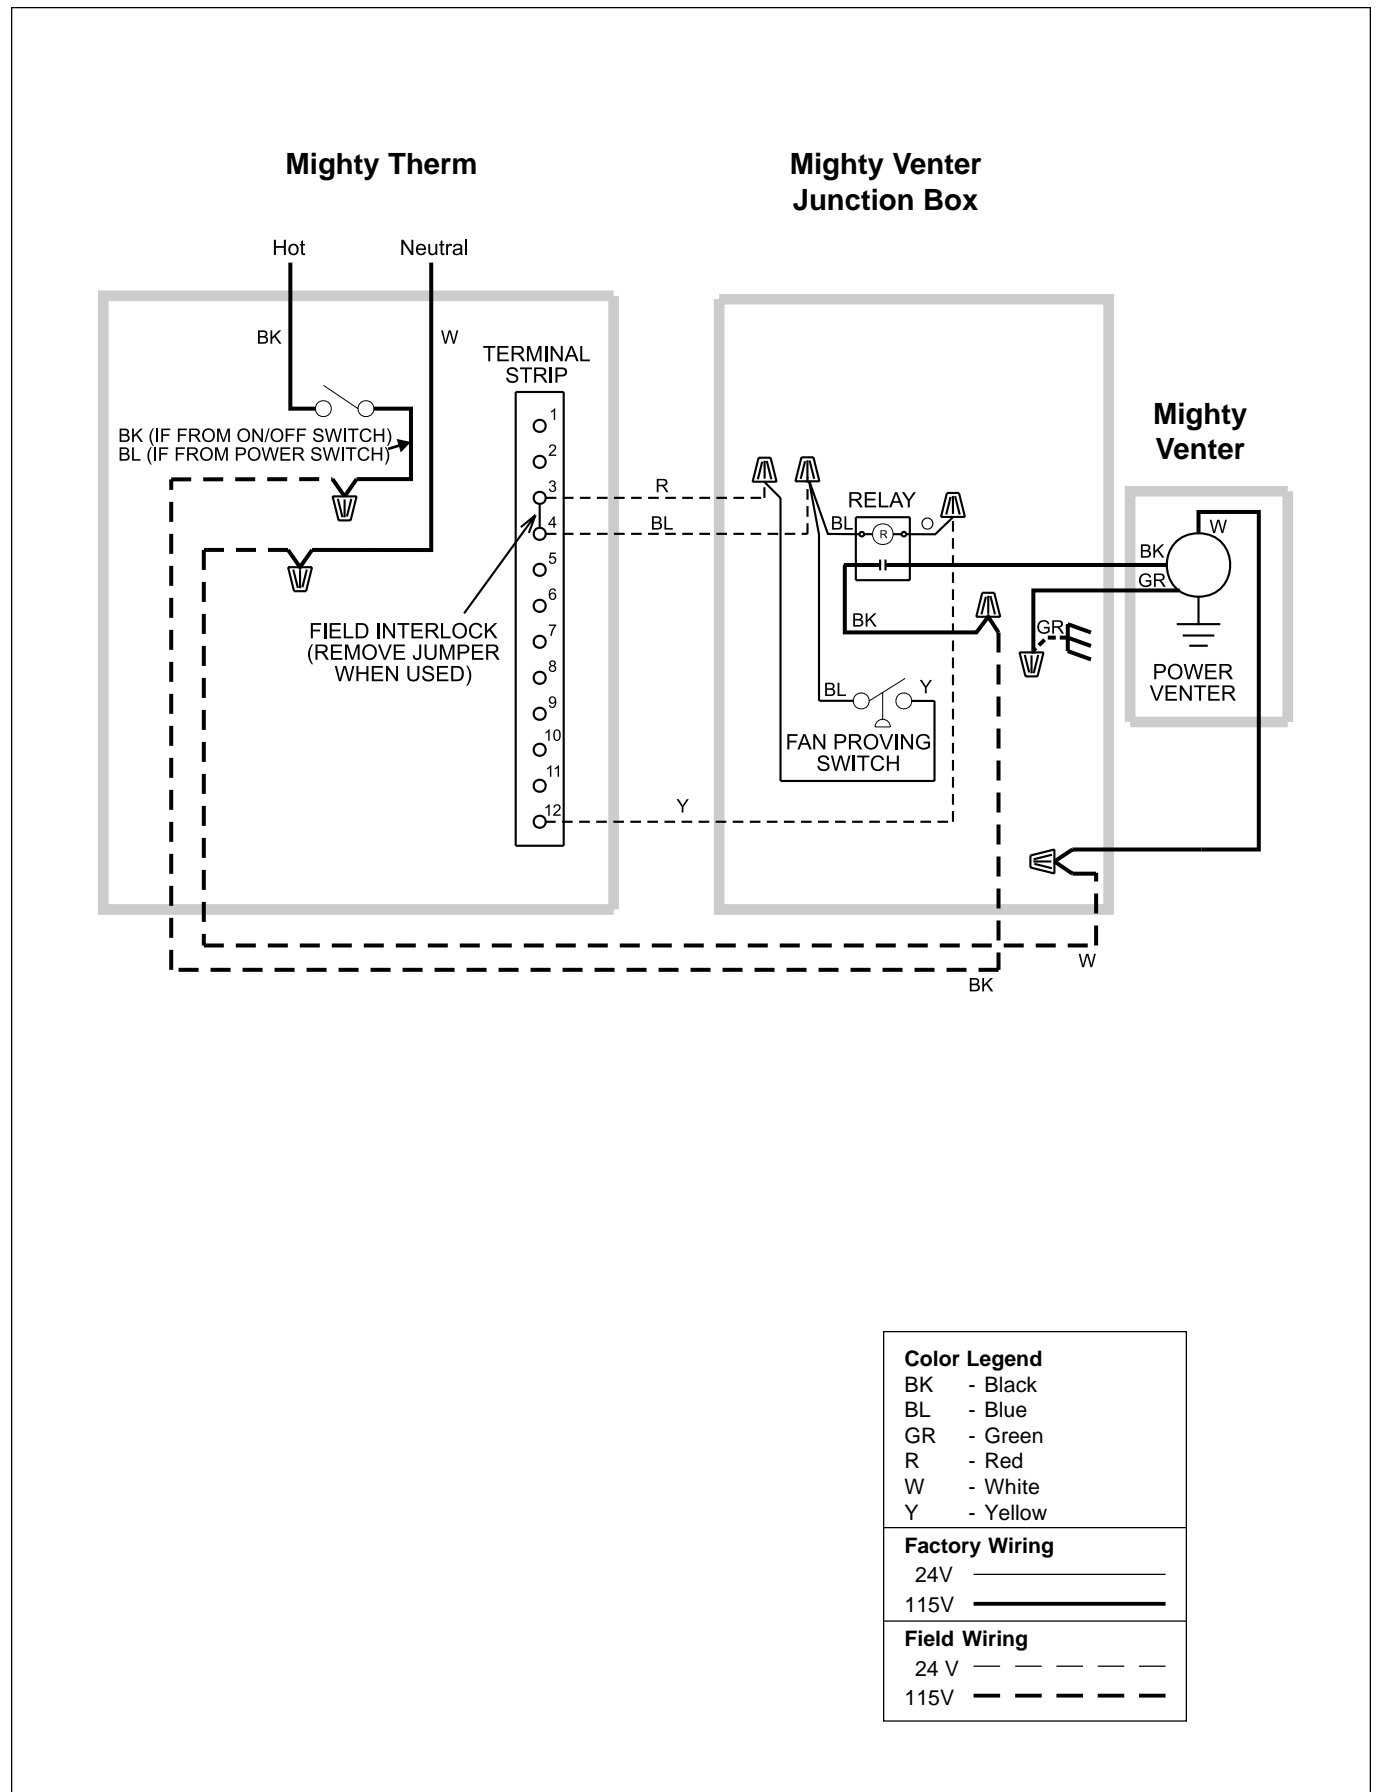 Mighty Therm
Mighty Venter
Junction Box
Hot
Neutral
BK
W
TERMINAL
STRIP
BK (IF FROM ON/OFF SWITCH)
BL (IF FROM POWER SWITCH)
1
2
3
4
5
6
7
8
9
10
11
12
FIELD INTERLOCK
(REMOVE JUMPER
WHEN USED)
R
BL
Y
RELAY
BL
R
O
BK
BL
Y
FAN PROVING
SWITCH
GR
Mighty
Venter
W
BK
GR
POWER
VENTER
W
BK
Color Legend
BK - Black
BL - Blue
GR - Green
R - Red
W - White
Y - Yellow
Factory Wiring
24V
115V
Field Wiring
24 V
115V